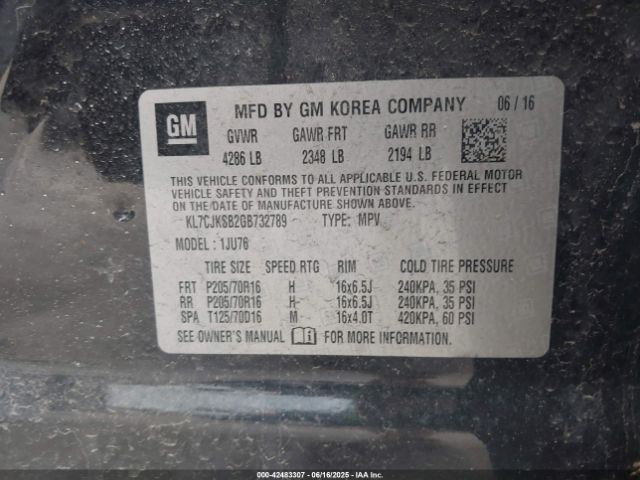 GM
MFD BY GM KOREA COMPANY 06 / 16
GVWR GAWR FRT GAWR RR
4286 LB 2348 LB 2194 LB
THIS VEHICLE CONFORMS TO ALL APPLICABLE U.S. FEDERAL MOTOR
VEHICLE SAFETY AND THEFT PREVENTION STANDARDS IN EFFECT
ON THE DATE OF MANUFACTURE SHOWN ABOVE
KL7CJKSB2GB732789 TYPE: MPV
MODEL : 1JU76
TIRE SIZE SPEED RTG RIM COLD TIRE PRESSURE
FRT P205/70R16 H 16x6.5J 240KPA, 35 PSI
RR P205/70R16 H 16x6.5J 240KPA, 35 PSI
SPA T125/70D16 M 16x4.0T 420KPA, 60 PSI
SEE OWNER'S MANUAL FOR MORE INFORMATION.
000-42483307 - 06/16/2025 - IAAI.CA